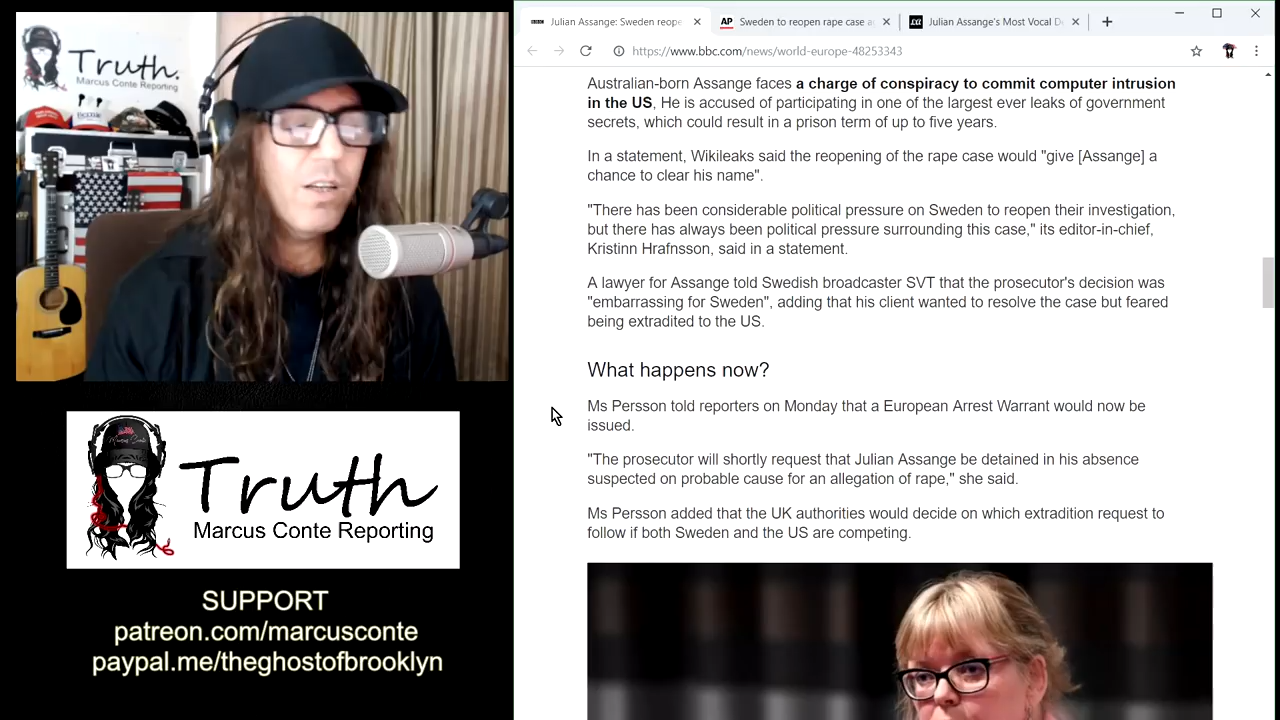 Truth.
Marcus Conte Reporting
Bernie
Marcus Conte
Truth
Marcus Conte Reporting
SUPPORT
patreon.com/marcusconte
paypal.me/theghostofbrooklyn
BBC
Julian Assange: Sweden reope
AP
Sweden to reopen rape case a
Julian Assange's Most Vocal D
https://www.bbc.com/news/world-europe-48253343
Australian-born Assange faces a charge of conspiracy to commit computer intrusion
in the US, He is accused of participating in one of the largest ever leaks of government
secrets, which could result in a prison term of up to five years.
In a statement, Wikileaks said the reopening of the rape case would "give [Assange] a
chance to clear his name".
"There has been considerable political pressure on Sweden to reopen their investigation,
but there has always been political pressure surrounding this case," its editor-in-chief,
Kristinn Hrafnsson, said in a statement.
A lawyer for Assange told Swedish broadcaster SVT that the prosecutor's decision was
"embarrassing for Sweden", adding that his client wanted to resolve the case but feared
being extradited to the US.
What happens now?
Ms Persson told reporters on Monday that a European Arrest Warrant would now be
issued.
"The prosecutor will shortly request that Julian Assange be detained in his absence
suspected on probable cause for an allegation of rape," she said.
Ms Persson added that the UK authorities would decide on which extradition request to
follow if both Sweden and the US are competing.